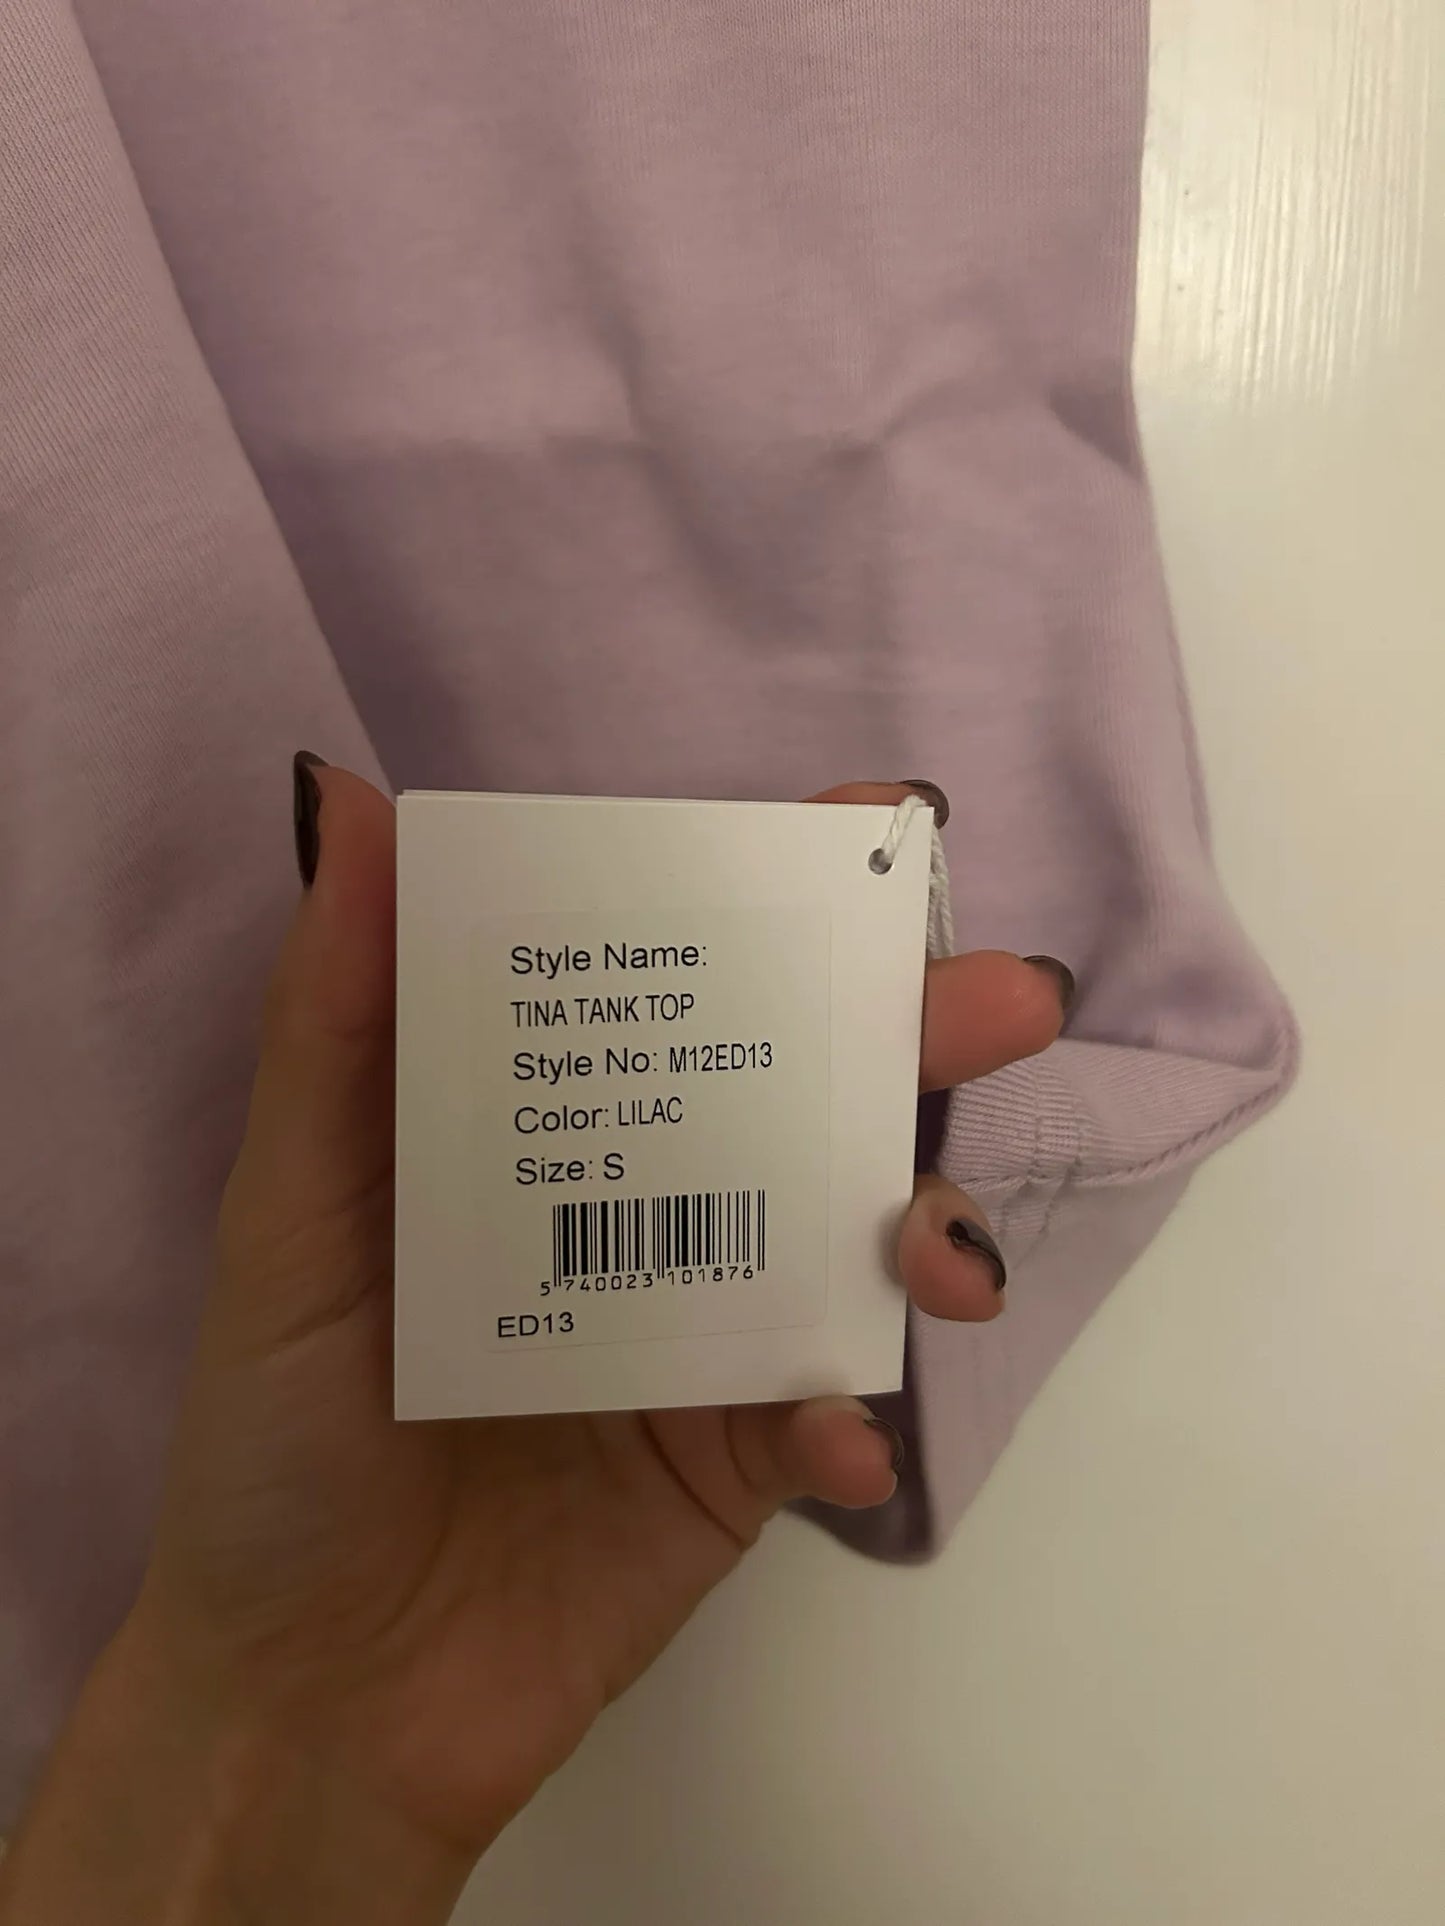 Style Name:
TINA TANK TOP
Style No: M12ED13
Color: LILAC
Size: S
5 740023 101876
ED13